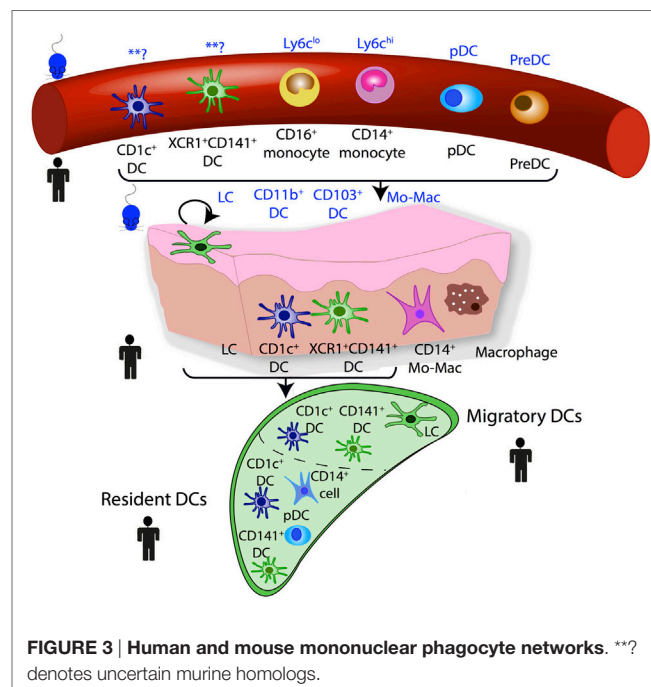 **?
**?
Ly6cˡᵒ
Ly6cʰⁱ
pDC
PreDC
CD1c⁺
DC
XCR1⁺CD141⁺
DC
CD16⁺
monocyte
CD14⁺
monocyte
pDC
PreDC
LC
CD11b⁺
DC
CD103⁺
DC
Mo-Mac
LC
CD1c⁺
DC
XCR1⁺CD141⁺
DC
CD14⁺
Mo-Mac
Macrophage
CD1c⁺
DC
CD141⁺
DC
LC
Migratory DCs
CD1c⁺
DC
CD14⁺
cell
pDC
CD141⁺
DC
Resident DCs
FIGURE 3 | Human and mouse mononuclear phagocyte networks. **?
denotes uncertain murine homologs.